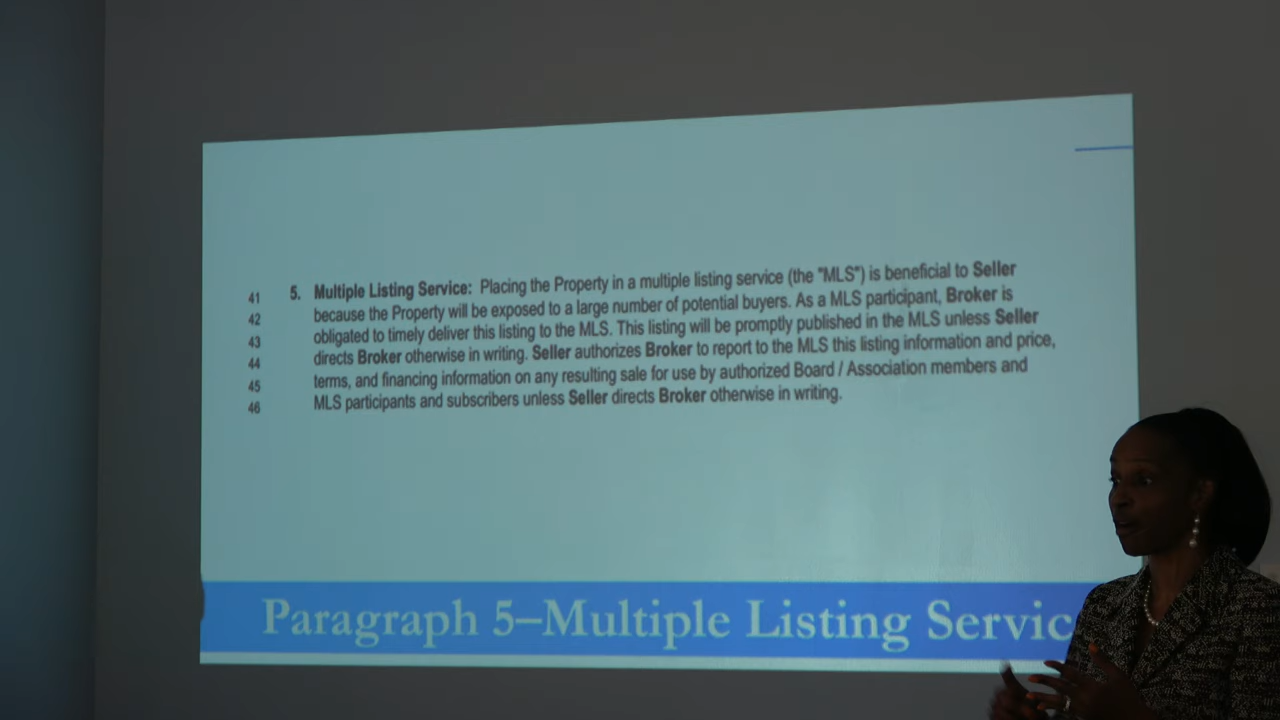 41 5. Multiple Listing Service: Placing the Property in a multiple listing service (the "MLS") is beneficial to Seller
42 because the Property will be exposed to a large number of potential buyers. As a MLS participant, Broker is
43 obligated to timely deliver this listing to the MLS. This listing will be promptly published in the MLS unless Seller
44 directs Broker otherwise in writing. Seller authorizes Broker to report to the MLS this listing information and price,
45 terms, and financing information on any resulting sale for use by authorized Board / Association members and
46 MLS participants and subscribers unless Seller directs Broker otherwise in writing.
Paragraph 5–Multiple Listing Servic